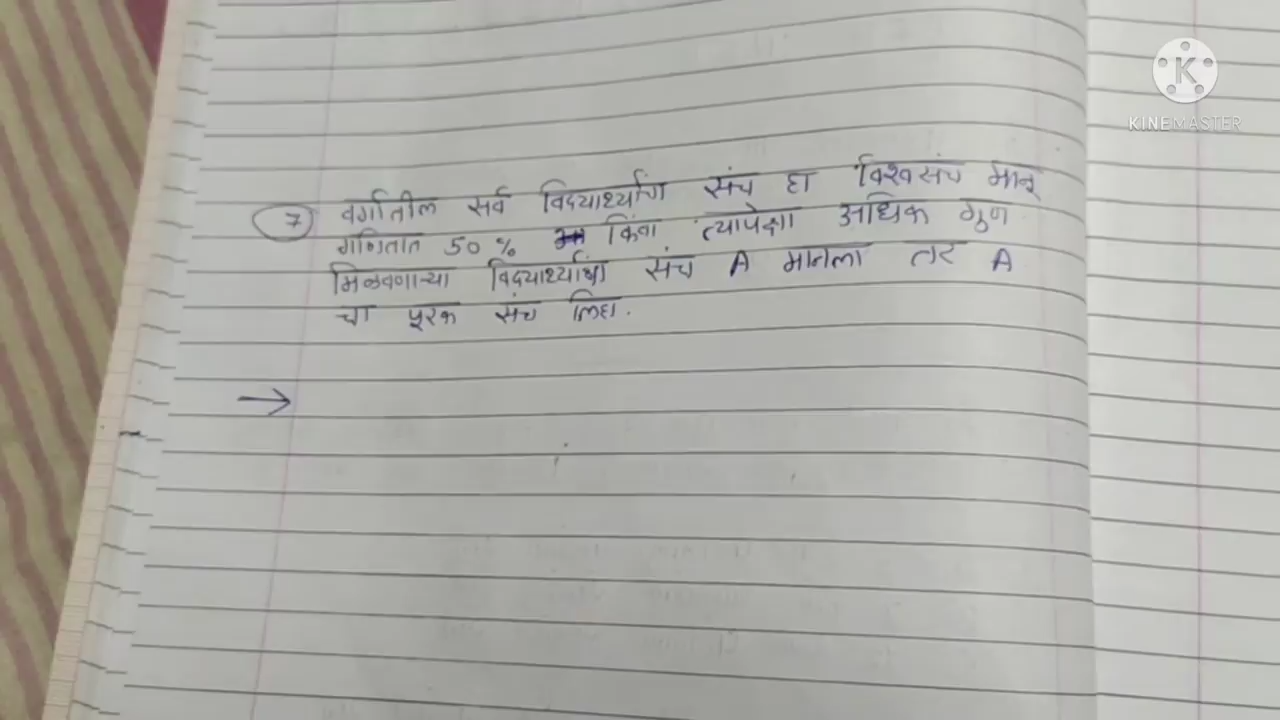 KINEMASTER
7 वर्गातील सर्व विद्यार्थ्यांचा संच हा विश्वसंच मानू
गणितात 50 % किंवा त्यापेक्षा अधिक गुण
मिळवणाऱ्या विद्यार्थ्यांचा संच A मानला तर A
चा पूरक संच लिहा.